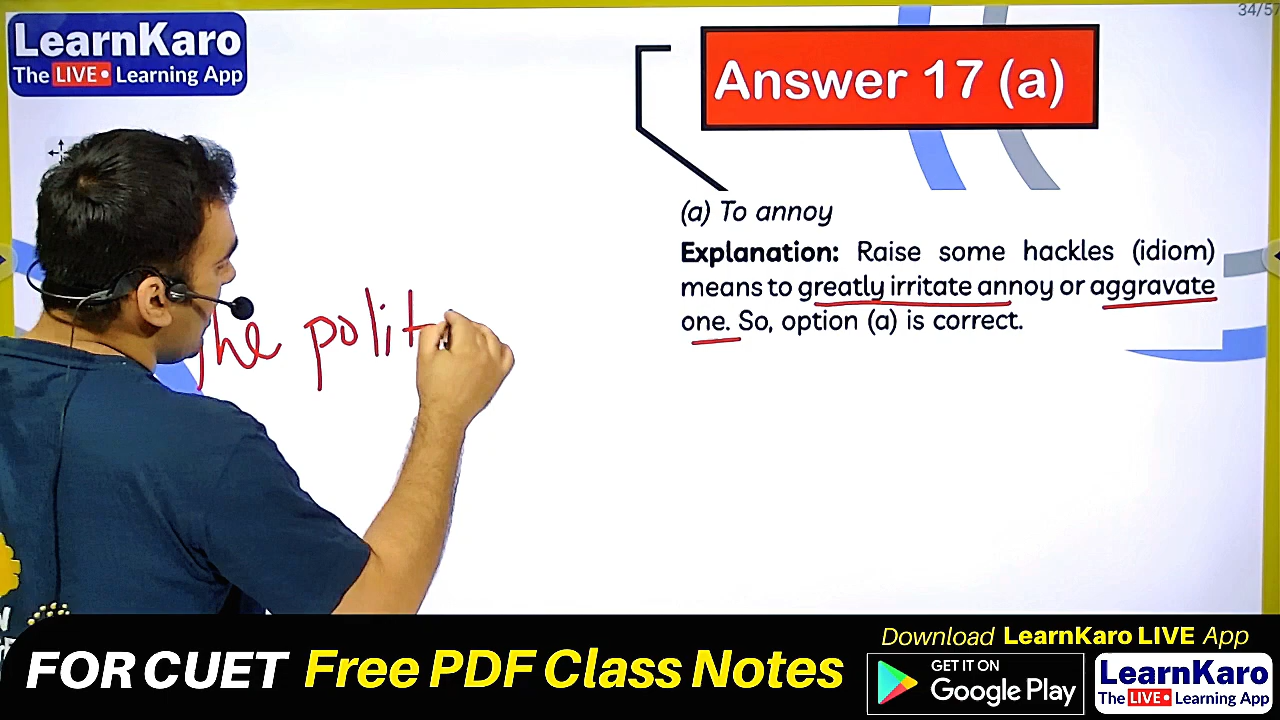 34/57
LearnKaro
The LIVE Learning App
Answer 17 (a)
(a) To annoy
Explanation: Raise some hackles (idiom)
means to greatly irritate annoy or aggravate
one. So, option (a) is correct.
The polit
FOR CUET Free PDF Class Notes
Download LearnKaro LIVE App
GET IT ON
Google Play
LearnKaro
The LIVE Learning App